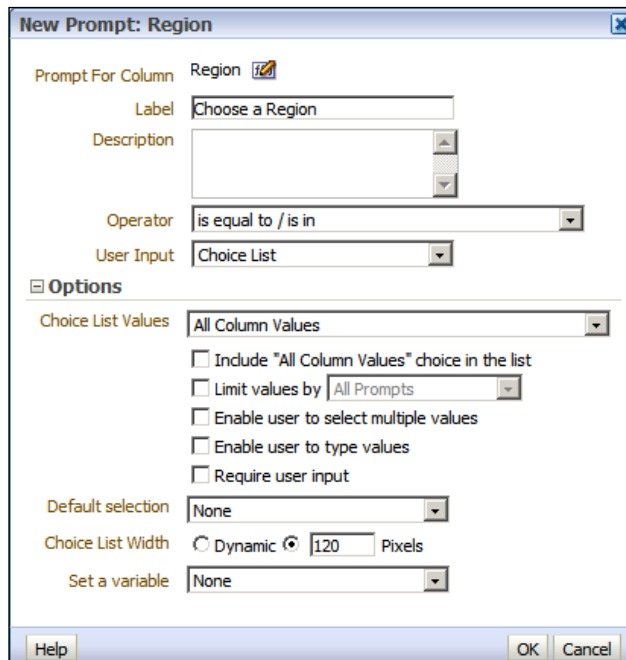 New Prompt: Region
Prompt For Column Region
Label Choose a Region
Description
Operator is equal to / is in
User Input Choice List
Options
Choice List Values All Column Values
Include "All Column Values" choice in the list
Limit values by All Prompts
Enable user to select multiple values
Enable user to type values
Require user input
Default selection None
Choice List Width Dynamic 120 Pixels
Set a variable None
Help OK Cancel